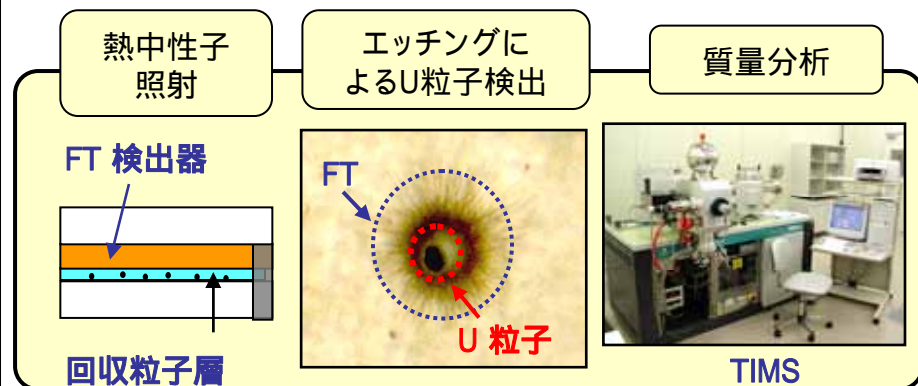 熱中性子
照射
エッチングに
よるU粒子検出
質量分析
FT 検出器
回収粒子層
FT
U 粒子
TIMS